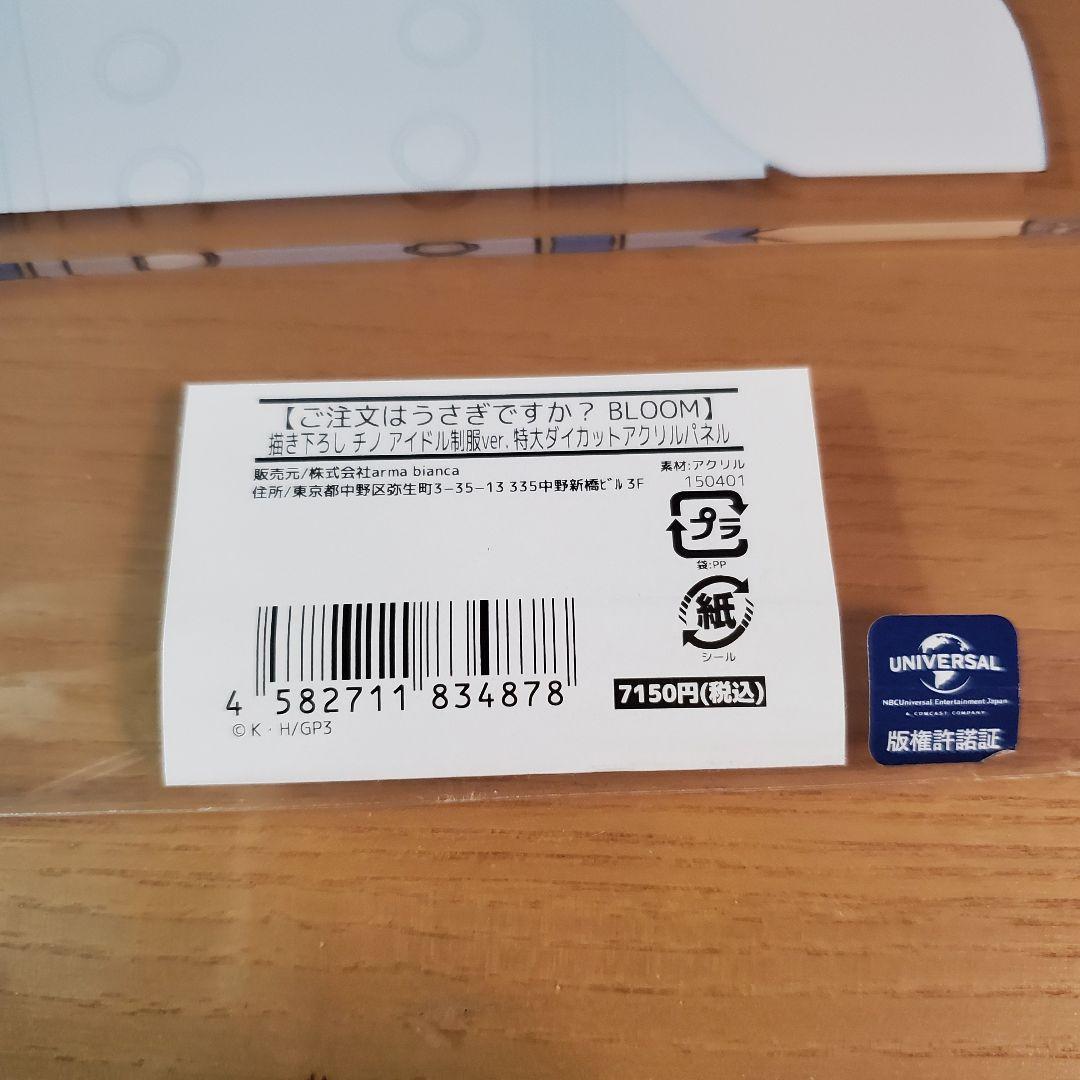 【ご注文はうさぎですか？ BLOOM】
描き下ろし チノ アイドル制服ver. 特大ダイカットアクリルパネル
販売元/株式会社arma bianca
住所/東京都中野区弥生町3-35-13 335中野新橋ﾋﾞﾙ 3F
素材:アクリル
150401
プラ
袋:PP
紙
シール
4 582711 834878
7150円(税込)
©K・H/GP3
UNIVERSAL
NBCUniversal Entertainment Japan
A COMCAST COMPANY
版権許諾証